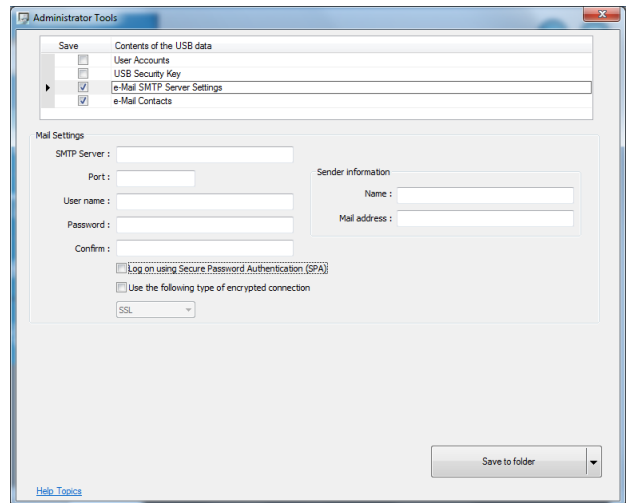 Administrator Tools
Save Contents of the USB data
User Accounts
USB Security Key
e-Mail SMTP Server Settings
e-Mail Contacts
Mail Settings
SMTP Server :
Port :
User name :
Password :
Confirm :
Sender information
Name :
Mail address :
Log on using Secure Password Authentication (SPA)
Use the following type of encrypted connection
SSL
Save to folder
Help Topics